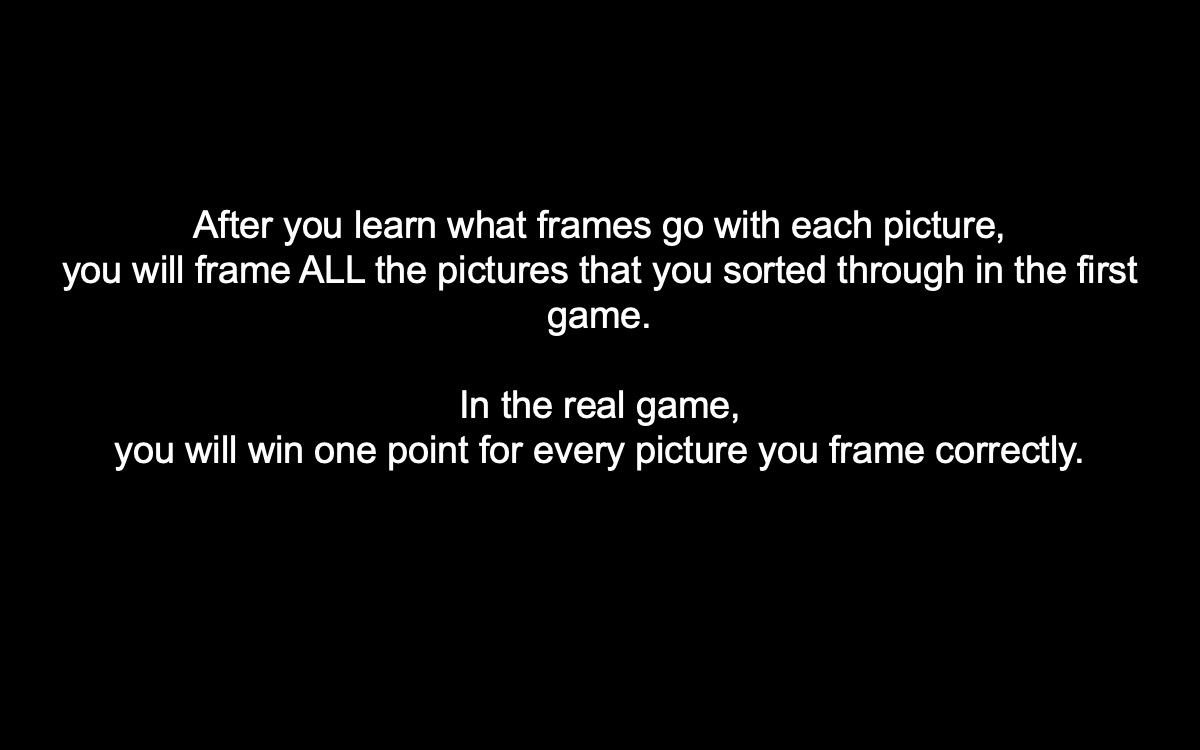 After you learn what frames go with each picture,
you will frame ALL the pictures that you sorted through in the first
game.
In the real game,
you will win one point for every picture you frame correctly.